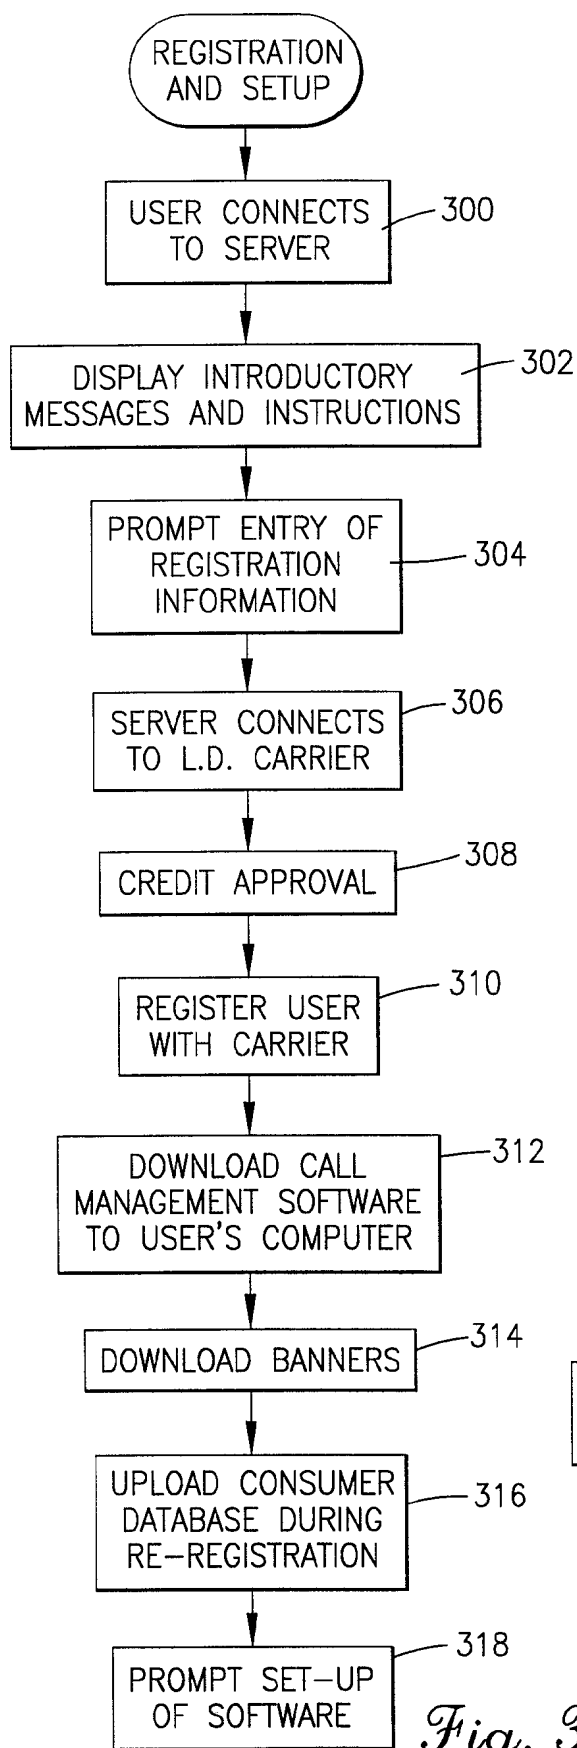 REGISTRATION
AND SETUP
USER CONNECTS
TO SERVER
300
DISPLAY INTRODUCTORY
MESSAGES AND INSTRUCTIONS
302
PROMPT ENTRY OF
REGISTRATION
INFORMATION
304
SERVER CONNECTS
TO L.D. CARRIER
306
CREDIT APPROVAL
308
REGISTER USER
WITH CARRIER
310
DOWNLOAD CALL
MANAGEMENT SOFTWARE
TO USER'S COMPUTER
312
DOWNLOAD BANNERS
314
UPLOAD CONSUMER
DATABASE DURING
RE-REGISTRATION
316
PROMPT SET-UP
OF SOFTWARE
318
Fig. 3